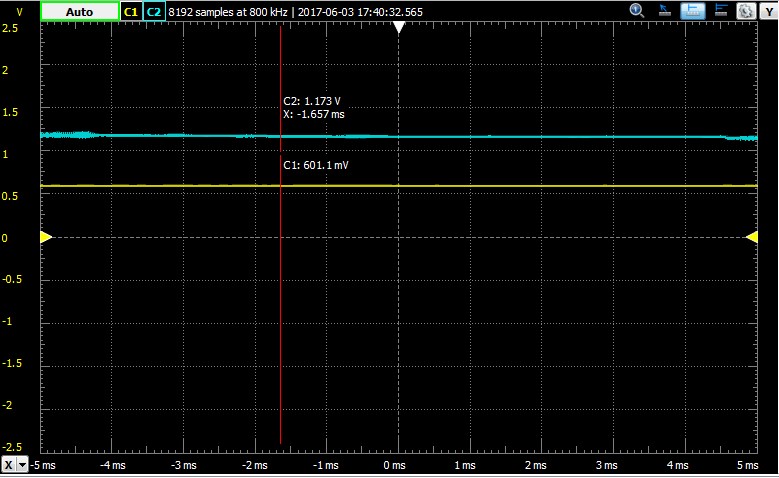 V Auto C1 C2 8192 samples at 800 kHz | 2017-06-03 17:40:32.565 Y
2.5
2
1.5
C2: 1.173 V
X: -1.657 ms
1
C1: 601.1 mV
0.5
0
-0.5
-1
-1.5
-2
-2.5
X -5 ms -4 ms -3 ms -2 ms -1 ms 0 ms 1 ms 2 ms 3 ms 4 ms 5 ms